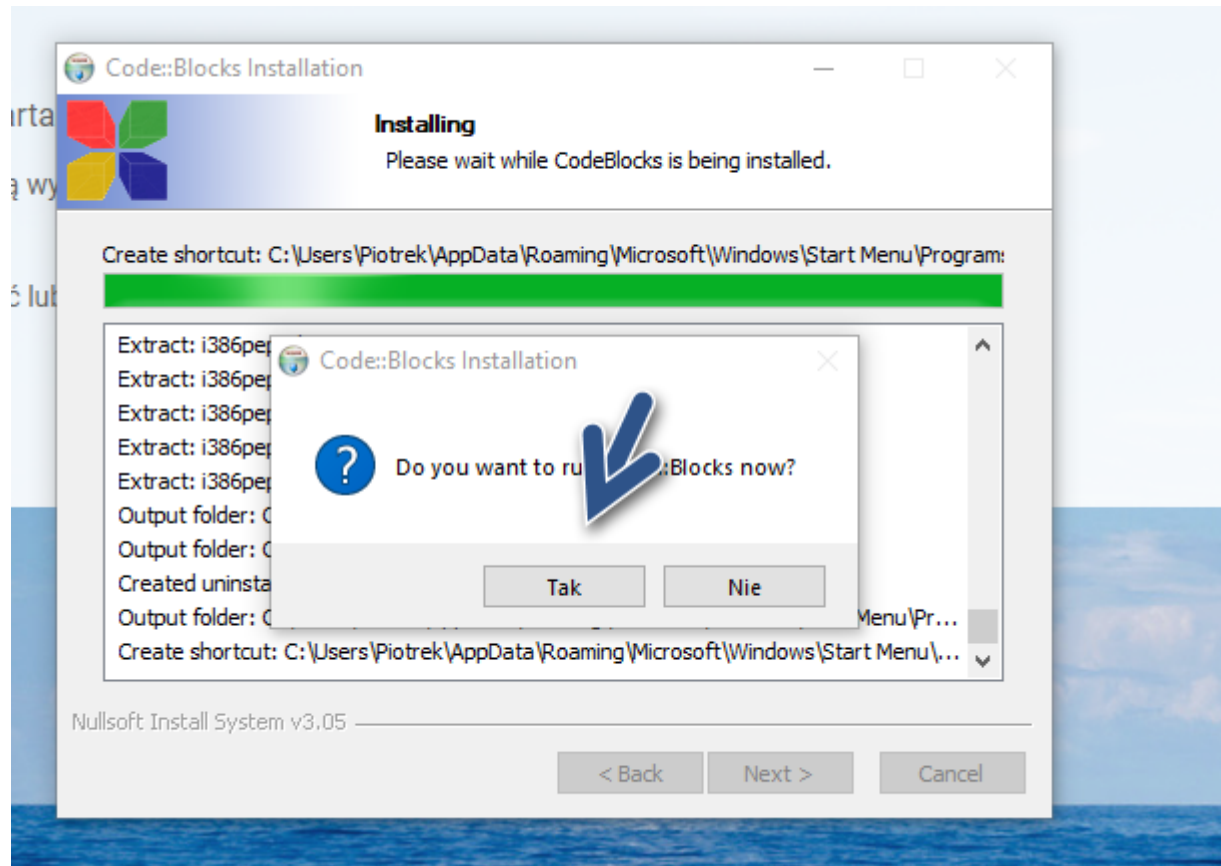 Code::Blocks Installation
Installing
Please wait while CodeBlocks is being installed.
Create shortcut: C:\Users\Piotrek\AppData\Roaming\Microsoft\Windows\Start Menu\Program
Extract: i386pep
Extract: i386pep
Extract: i386pep
Extract: i386pep
Extract: i386pep
Output folder: C
Output folder: C
Created uninsta
Output folder: C Menu\Pr...
Create shortcut: C:\Users\Piotrek\AppData\Roaming\Microsoft\Windows\Start Menu\...
Code::Blocks Installation
Do you want to ru ::Blocks now?
Tak Nie
Nullsoft Install System v3.05
< Back Next > Cancel